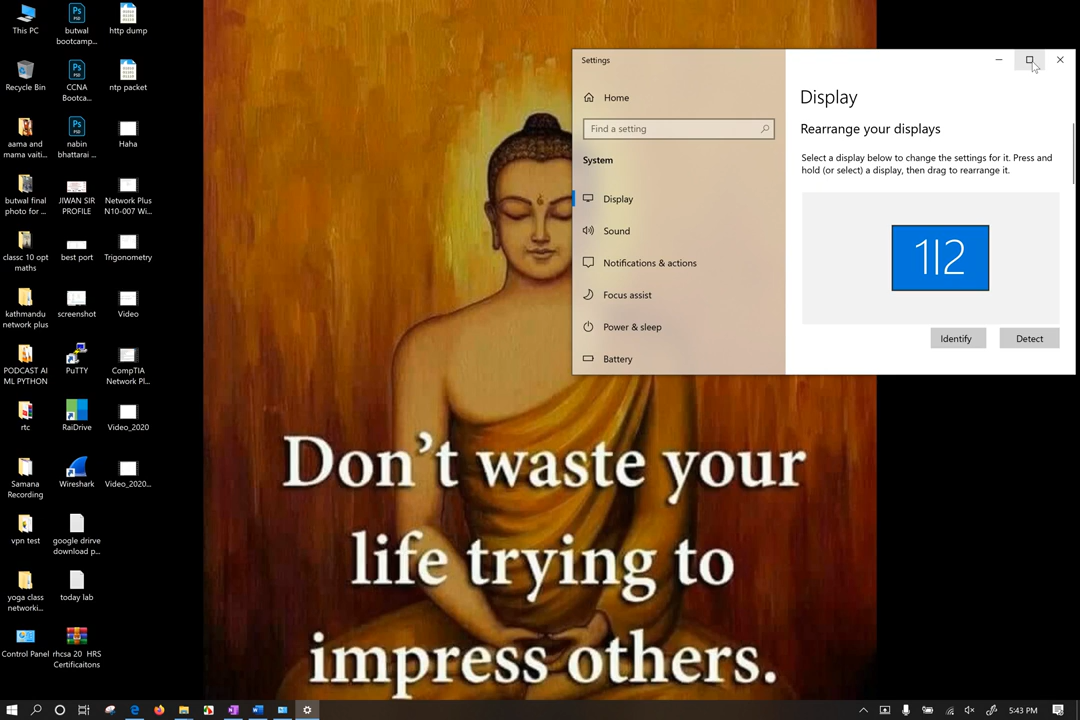 This PC
butwal
bootcamp...
http dump
Recycle Bin
CCNA
Bootca...
ntp packet
aama and
mama vaiti...
nabin
bhattarai ...
Haha
butwal final
photo for ...
JIWAN SIR
PROFILE
Network Plus
N10-007 Wi...
classc 10 opt
maths
best port
Trigonometry
kathmandu
network plus
screenshot
Video
PODCAST AI
ML PYTHON
PuTTY
CompTIA
Network Pl...
rtc
RaiDrive
Video_2020
Samana
Recording
Wireshark
Video_2020...
vpn test
google drirve
download p...
yoga class
networki...
today lab
Control Panel
rhcsa 20 HRS
Certificaitons
Settings
Home
Find a setting
System
Display
Sound
Notifications & actions
Focus assist
Power & sleep
Battery
Display
Rearrange your displays
Select a display below to change the settings for it. Press and
hold (or select) a display, then drag to rearrange it.
1|2
Identify
Detect
Don't waste your
life trying to
impress others.
5:43 PM